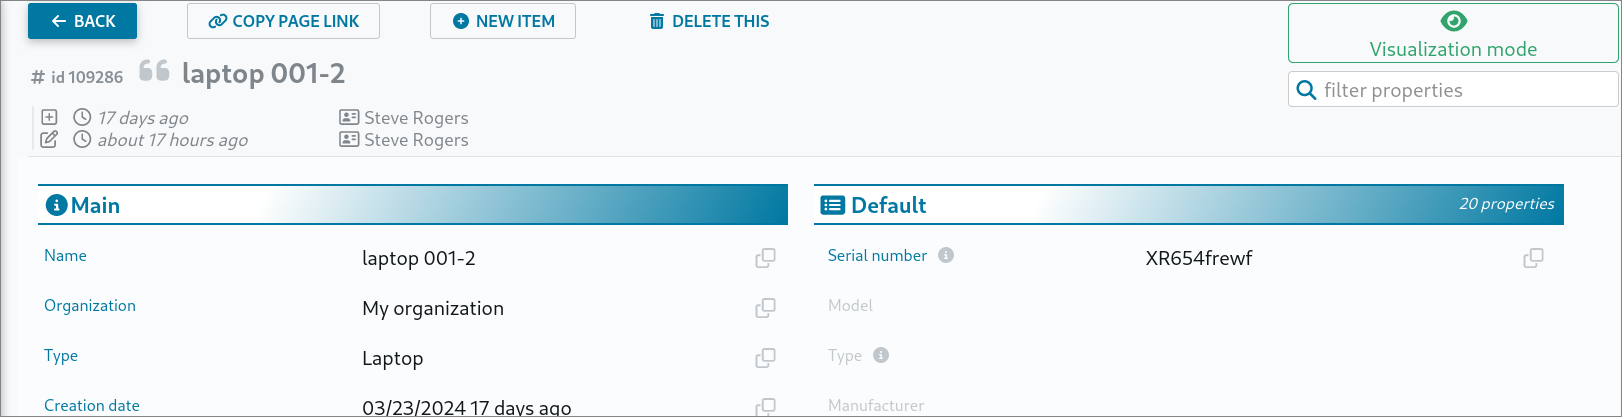 BACK
COPY PAGE LINK
NEW ITEM
DELETE THIS
Visualization mode
# id 109286
laptop 001-2
filter properties
17 days ago Steve Rogers
about 17 hours ago Steve Rogers
Main
Default
20 properties
Name laptop 001-2
Organization My organization
Type Laptop
Creation date 03/23/2024 17 days ago
Serial number XR654frewf
Model
Type
Manufacturer